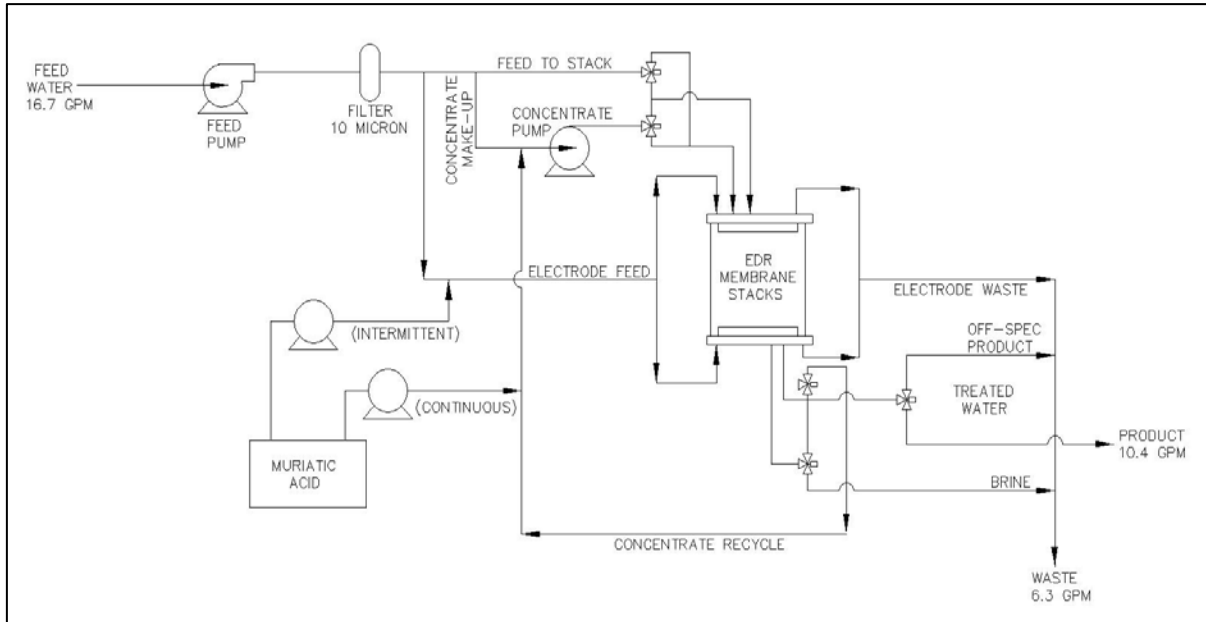 FEED
WATER
16.7 GPM
FEED
PUMP
FILTER
10 MICRON
FEED TO STACK
CONCENTRATE
MAKE-UP
CONCENTRATE
PUMP
ELECTRODE FEED
EDR
MEMBRANE
STACKS
ELECTRODE WASTE
(INTERMITTENT)
OFF-SPEC
PRODUCT
(CONTINUOUS)
TREATED
WATER
MURIATIC
ACID
PRODUCT
10.4 GPM
BRINE
CONCENTRATE RECYCLE
WASTE
6.3 GPM